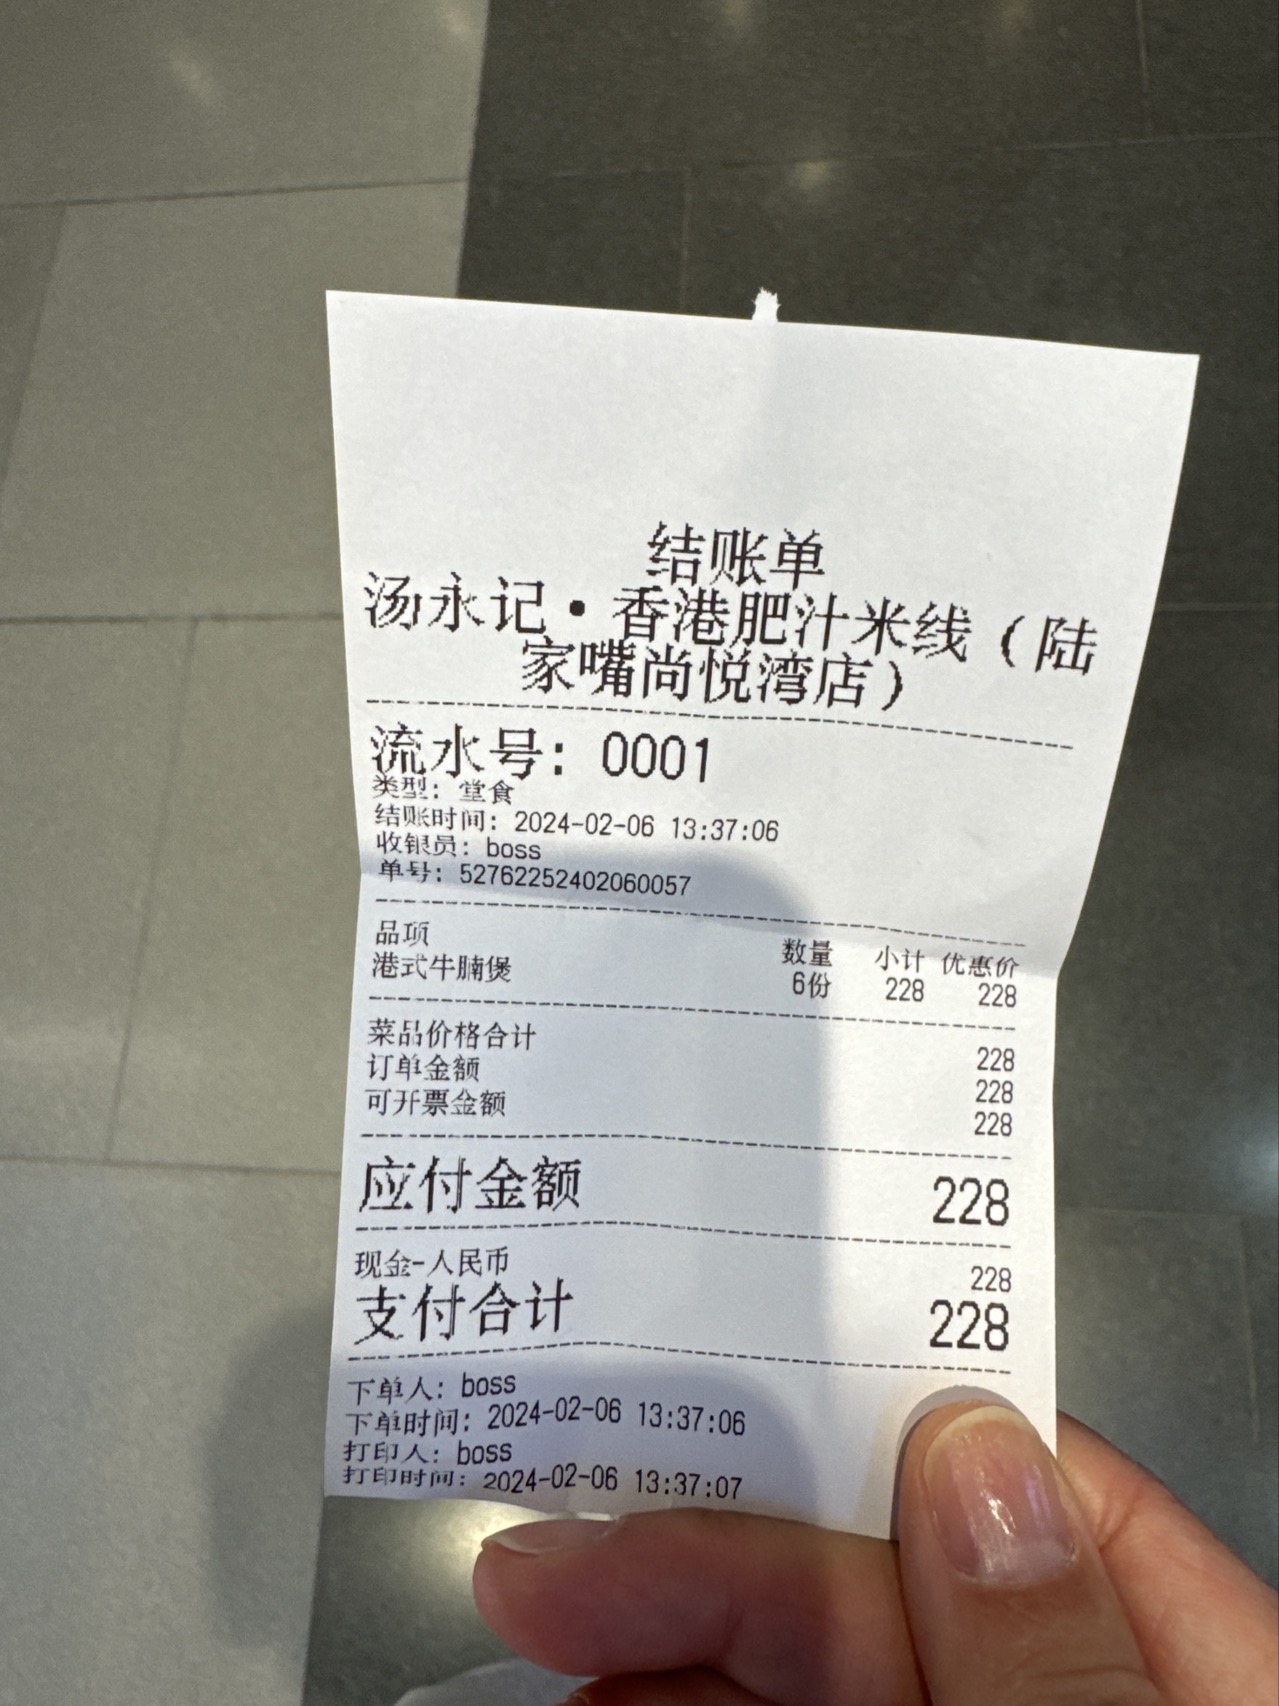 结账单
汤永记·香港肥汁米线（陆
家嘴尚悦湾店）
流水号：0001
类型：堂食
结账时间：2024-02-06 13:37:06
收银员：boss
单号：52762252402060057
品项 数量 小计 优惠价
港式牛腩煲 6份 228 228
菜品价格合计 228
订单金额 228
可开票金额 228
应付金额 228
现金-人民币 228
支付合计 228
下单人：boss
下单时间：2024-02-06 13:37:06
打印人：boss
打印时间：2024-02-06 13:37:07